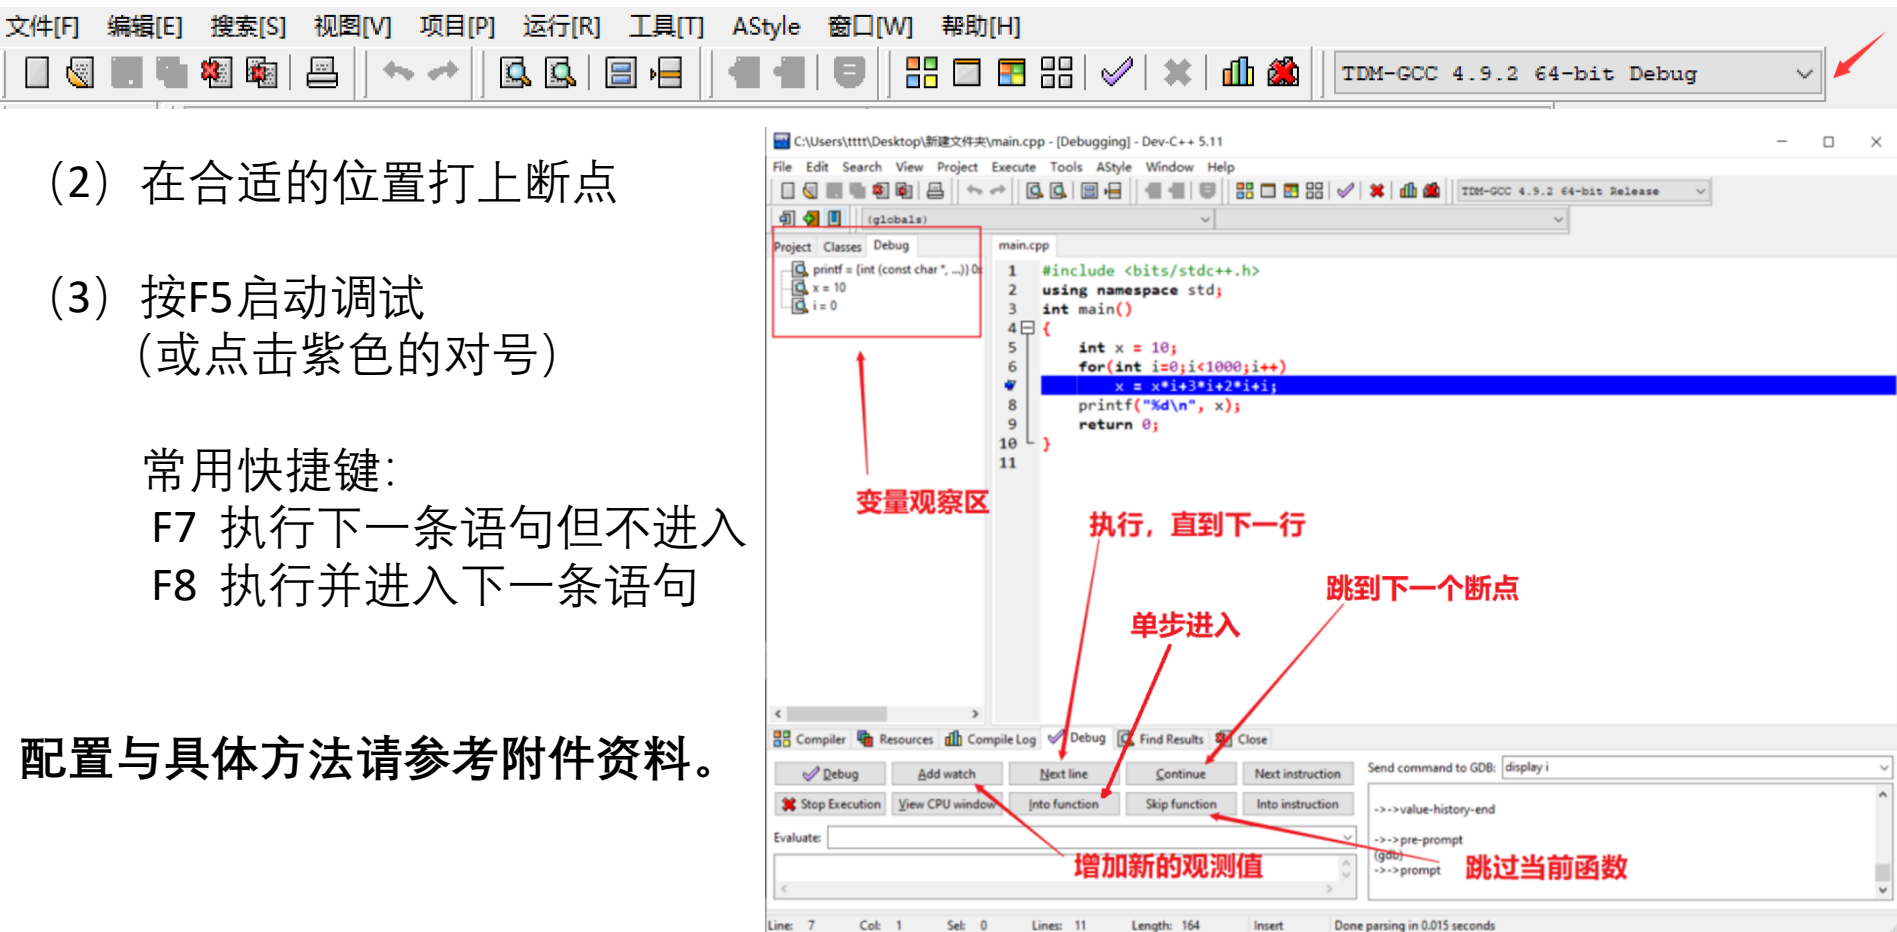 文件[F] 编辑[E] 搜索[S] 视图[V] 项目[P] 运行[R] 工具[T] AStyle 窗口[W] 帮助[H]
TDM-GCC 4.9.2 64-bit Debug
（2）在合适的位置打上断点
（3）按F5启动调试
（或点击紫色的对号）
常用快捷键：
F7 执行下一条语句但不进入
F8 执行并进入下一条语句
配置与具体方法请参考附件资料。
C:\Users\tttt\Desktop\新建文件夹\main.cpp - [Debugging] - Dev-C++ 5.11
File Edit Search View Project Execute Tools AStyle Window Help
TDM-GCC 4.9.2 64-bit Release
(globals)
Project Classes Debug
printf = {int (const char *, ...)} 0x
x = 10
i = 0
main.cpp
1 #include <bits/stdc++.h>
2 using namespace std;
3 int main()
4 {
5 int x = 10;
6 for(int i=0;i<1000;i++)
x = x*i+3*i+2*i+i;
8 printf("%d\n", x);
9 return 0;
10 }
11
变量观察区
执行，直到下一行
跳到下一个断点
单步进入
Compiler Resources Compile Log Debug Find Results Close
Debug Add watch Next line Continue Next instruction
Stop Execution View CPU window Into function Skip function Into instruction
Evaluate:
Send command to GDB: display i
->->value-history-end
->->pre-prompt
(gdb)
->->prompt
增加新的观测值
跳过当前函数
Line: 7 Col: 1 Sel: 0 Lines: 11 Length: 164 Insert Done parsing in 0.015 seconds